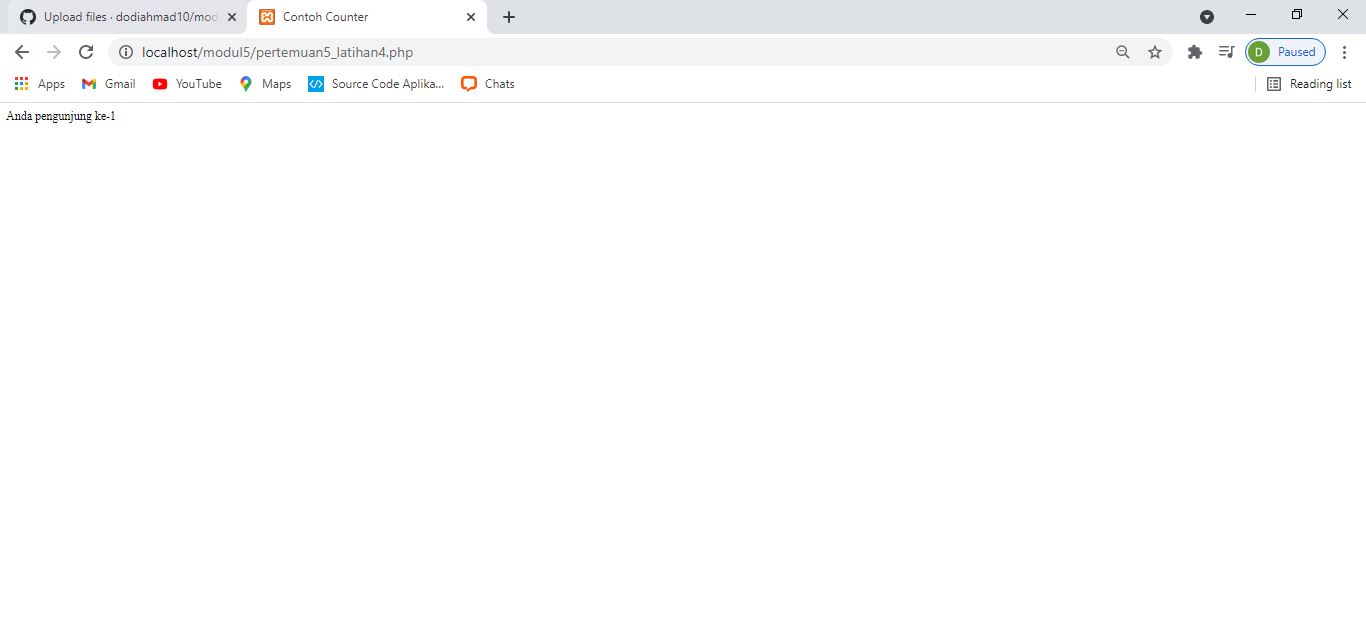 Upload files · dodiahmad10/mod
Contoh Counter
localhost/modul5/pertemuan5_latihan4.php
D Paused
Apps Gmail YouTube Maps Source Code Aplika... Chats Reading list
Anda pengunjung ke-1